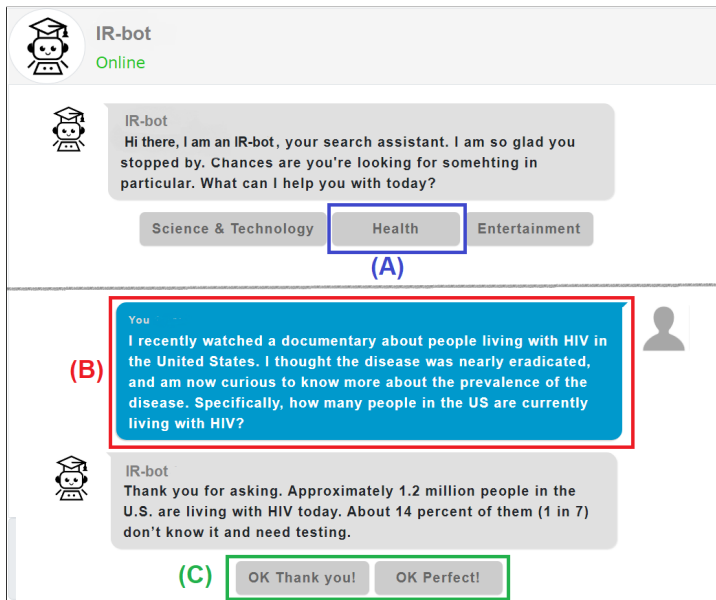 IR-bot
Online
IR-bot
Hi there, I am an IR-bot, your search assistant. I am so glad you
stopped by. Chances are you're looking for somehting in
particular. What can I help you with today?
Science & Technology Health Entertainment
(A)
You
I recently watched a documentary about people living with HIV in
the United States. I thought the disease was nearly eradicated,
(B)
and am now curious to know more about the prevalence of the
disease. Specifically, how many people in the US are currently
living with HIV?
IR-bot
Thank you for asking. Approximately 1.2 million people in the
U.S. are living with HIV today. About 14 percent of them (1 in 7)
don’t know it and need testing.
(C) OK Thank you! OK Perfect!